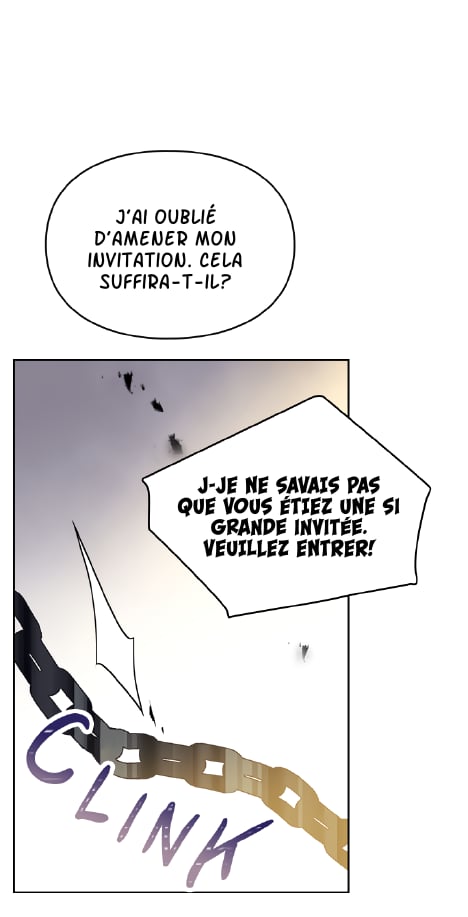 J'AI OUBLIÉ
D'AMENER MON
INVITATION. CELA
SUFFIRA-T-IL?
J-JE NE SAVAIS PAS
QUE VOUS ÉTIEZ UNE SI
GRANDE INVITÉE.
VEUILLEZ ENTRER!
CLINK